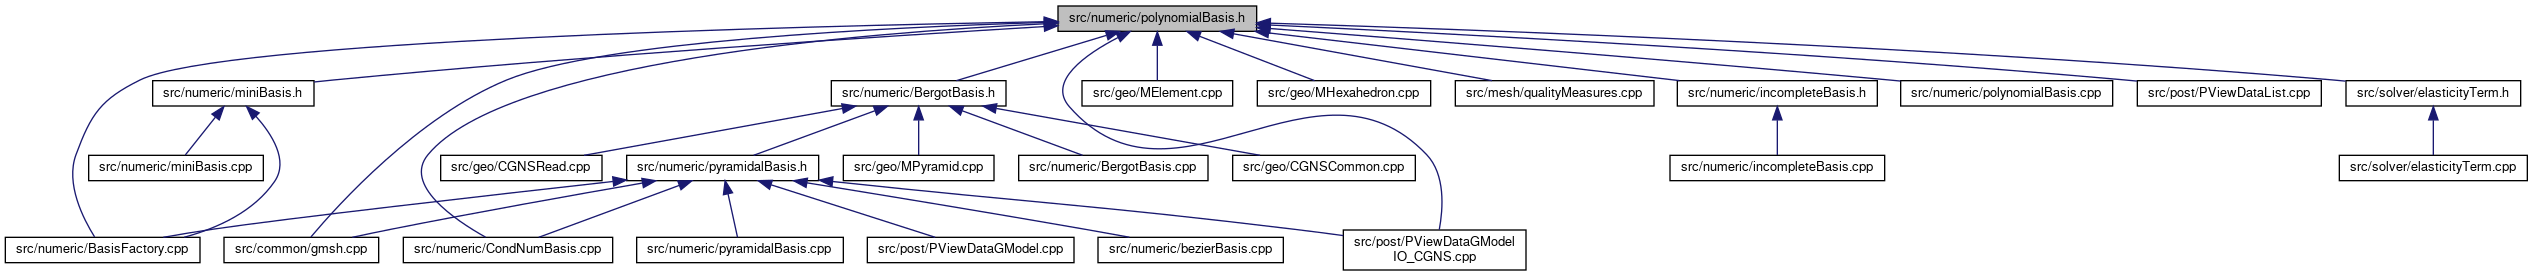 src/numeric/polynomialBasis.h
src/numeric/miniBasis.h
src/numeric/BergotBasis.h
src/geo/MElement.cpp
src/geo/MHexahedron.cpp
src/mesh/qualityMeasures.cpp
src/numeric/incompleteBasis.h
src/numeric/polynomialBasis.cpp
src/post/PViewDataList.cpp
src/solver/elasticityTerm.h
src/numeric/miniBasis.cpp
src/geo/CGNSRead.cpp
src/numeric/pyramidalBasis.h
src/geo/MPyramid.cpp
src/numeric/BergotBasis.cpp
src/geo/CGNSCommon.cpp
src/numeric/incompleteBasis.cpp
src/solver/elasticityTerm.cpp
src/numeric/BasisFactory.cpp
src/common/gmsh.cpp
src/numeric/CondNumBasis.cpp
src/numeric/pyramidalBasis.cpp
src/post/PViewDataGModel.cpp
src/numeric/bezierBasis.cpp
src/post/PViewDataGModel
IO_CGNS.cpp